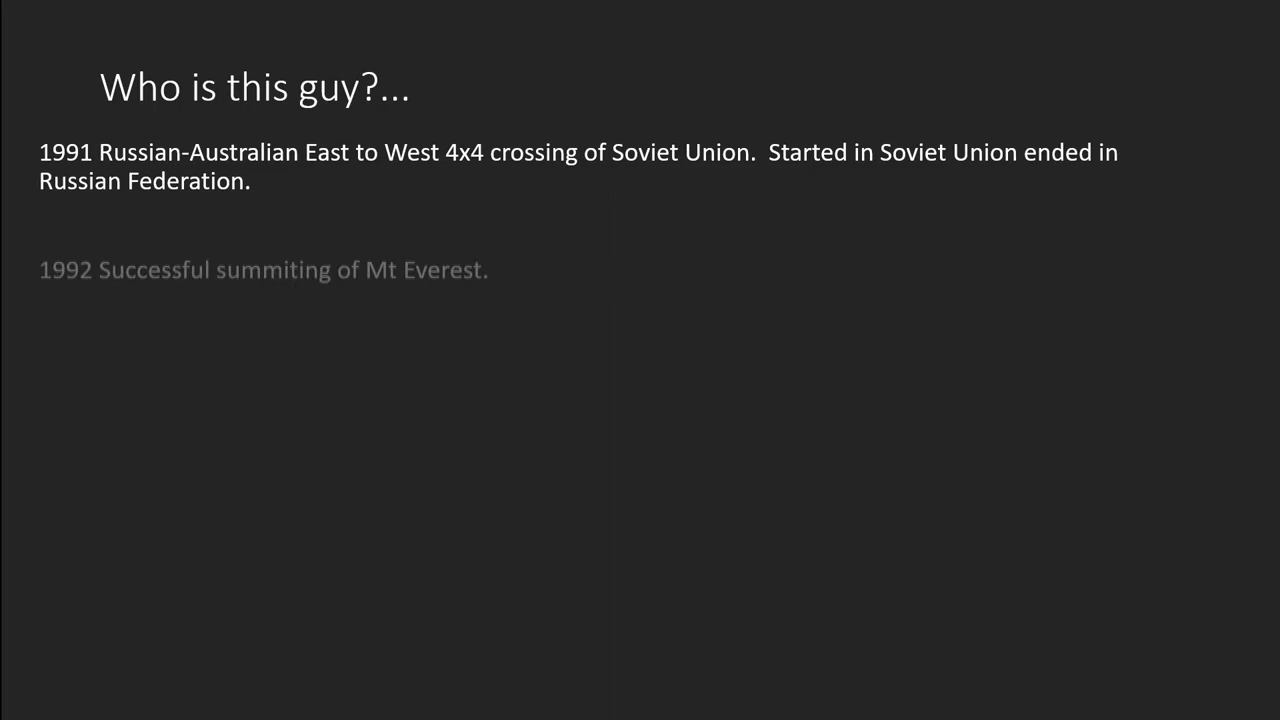 Who is this guy?...
1991 Russian-Australian East to West 4x4 crossing of Soviet Union.  Started in Soviet Union ended in
Russian Federation.
1992 Successful summiting of Mt Everest.